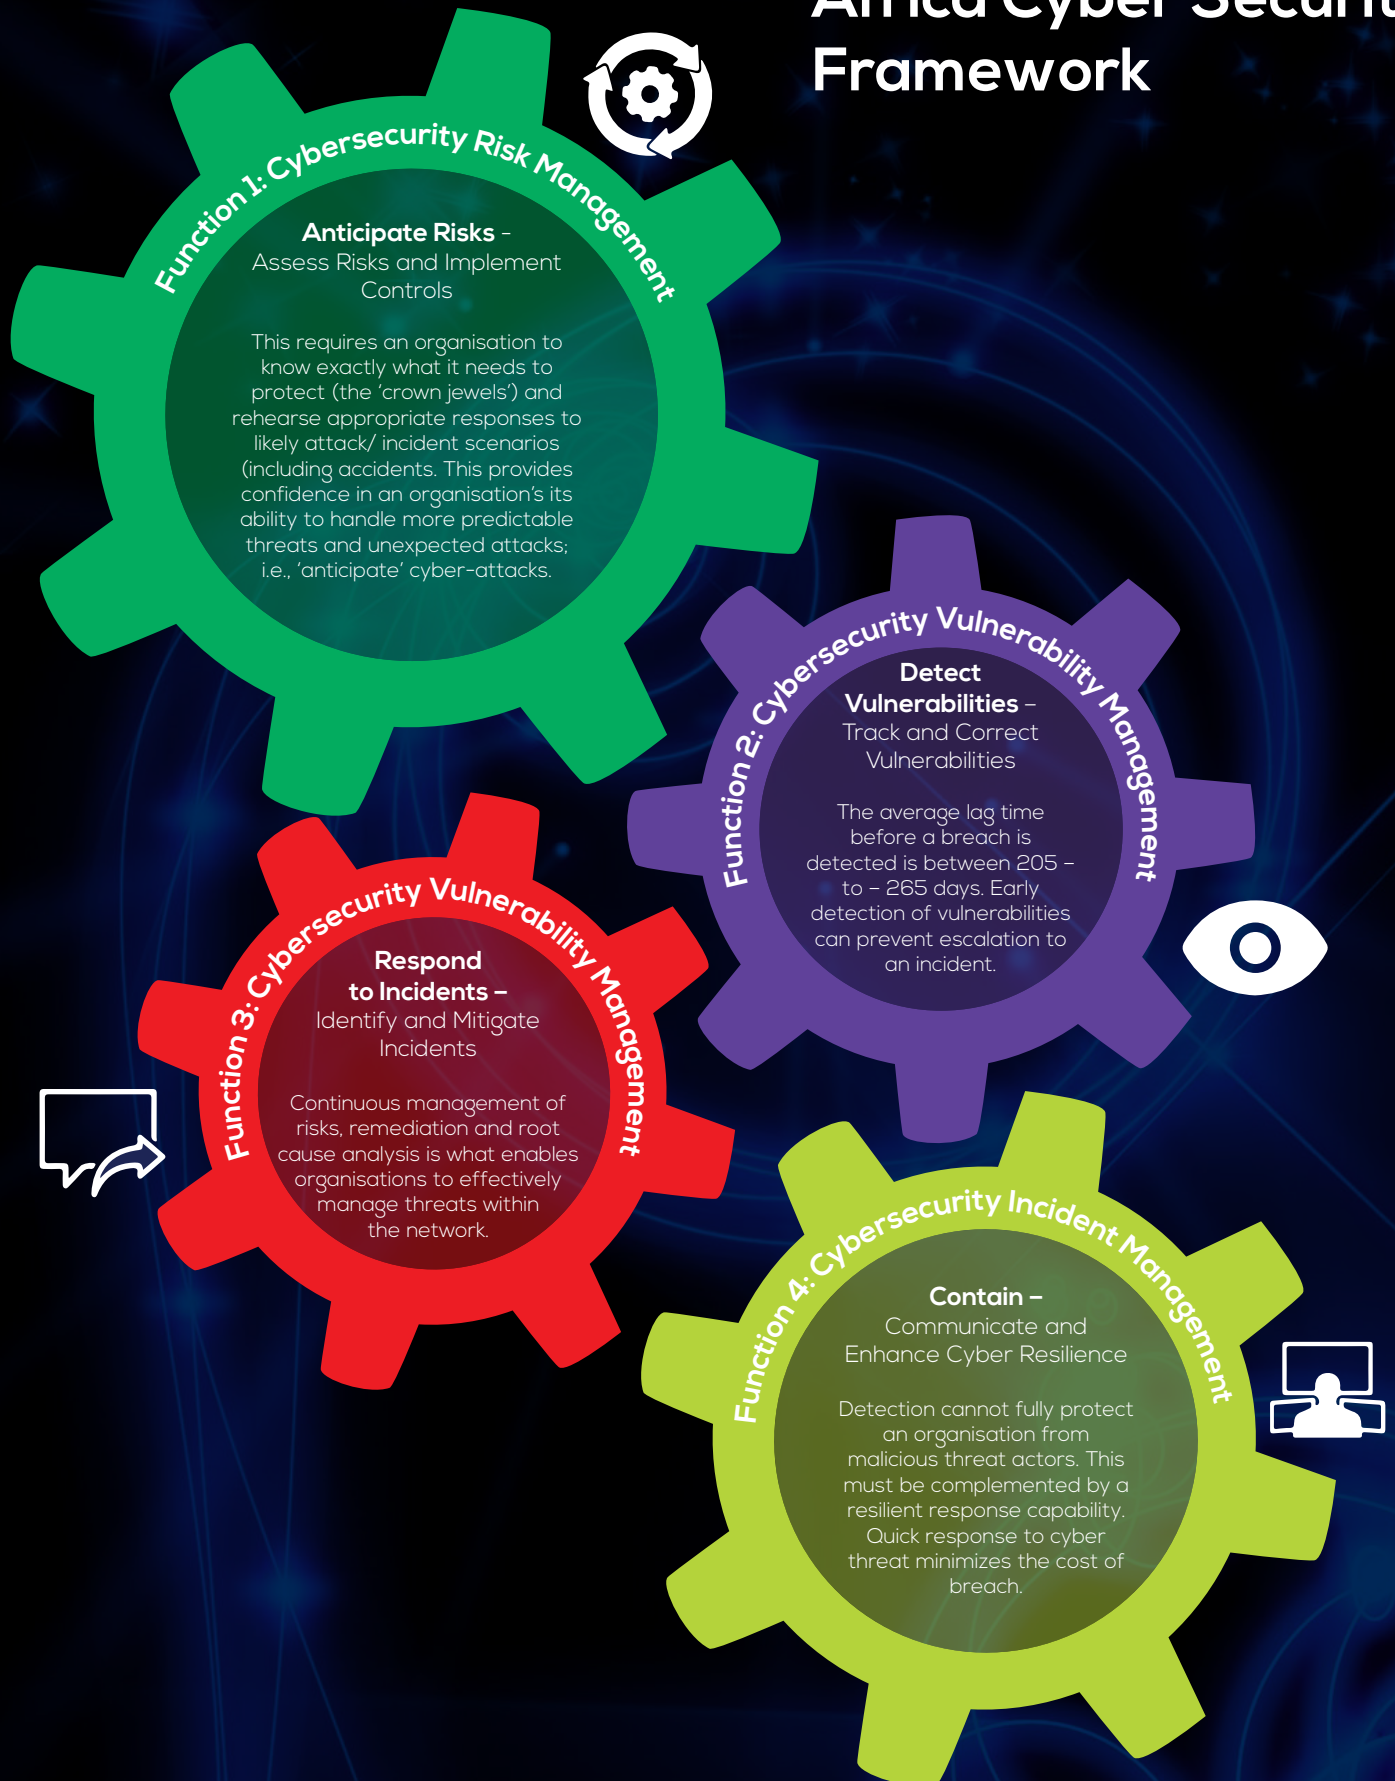 Africa Cyber Securit
Framework
Function 1: Cybersecurity Risk Management
Anticipate Risks -
Assess Risks and Implement
Controls
This requires an organisation to
know exactly what it needs to
protect (the ‘crown jewels’) and
rehearse appropriate responses to
likely attack/ incident scenarios
(including accidents. This provides
confidence in an organisation’s its
ability to handle more predictable
threats and unexpected attacks;
i.e., ‘anticipate’ cyber-attacks.
Function 2: Cybersecurity Vulnerability Management
Detect
Vulnerabilities –
Track and Correct
Vulnerabilities
The average lag time
before a breach is
detected is between 205 –
to – 265 days. Early
detection of vulnerabilities
can prevent escalation to
an incident.
Function 3: Cybersecurity Vulnerability Management
Respond
to Incidents –
Identify and Mitigate
Incidents
Continuous management of
risks, remediation and root
cause analysis is what enables
organisations to effectively
manage threats within
the network.
Function 4: Cybersecurity Incident Management
Contain –
Communicate and
Enhance Cyber Resilience
Detection cannot fully protect
an organisation from
malicious threat actors. This
must be complemented by a
resilient response capability.
Quick response to cyber
threat minimizes the cost of
breach.